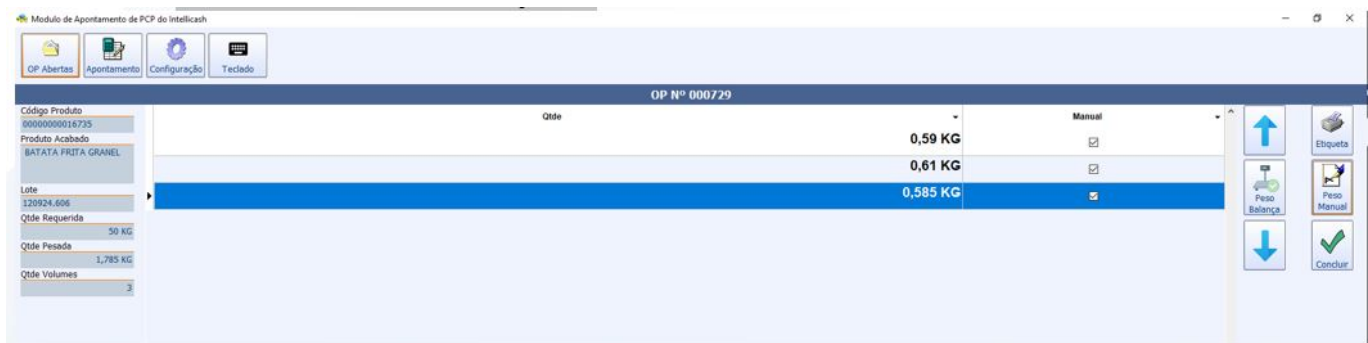 Modulo de Apontamento de PCP do Intellicash
OP Abertas Apontamento Configuração Teclado
OP Nº 000729
Código Produto
00000000016735
Produto Acabado
BATATA FRITA GRANEL
Lote
120924.606
Qtde Requerida
50 KG
Qtde Pesada
1,785 KG
Qtde Volumes
3
Qtde Manual
0,59 KG
0,61 KG
0,585 KG
Etiqueta
Peso Balança
Peso Manual
Concluir